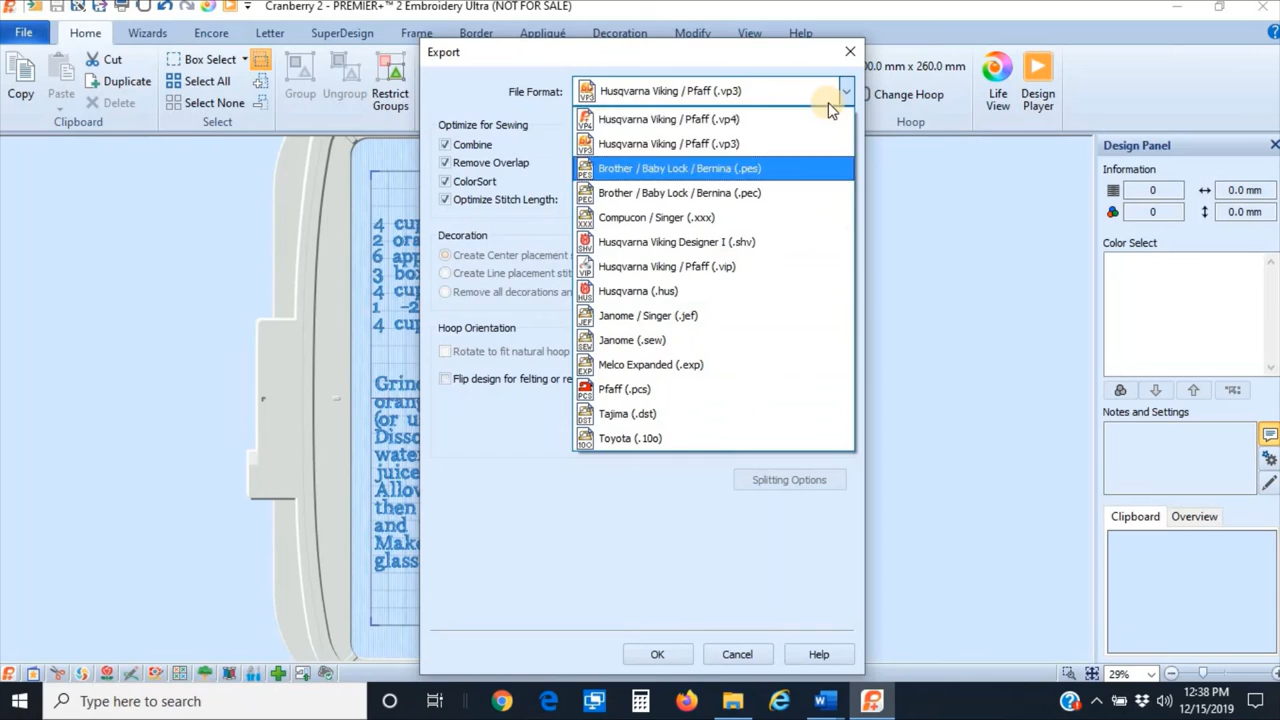 Cranberry 2 - PREMIER+™ 2 Embroidery Ultra (NOT FOR SALE)
File Home Wizards Encore Letter SuperDesign Frame Border Appliqué Decoration Modify View Help
Copy
Paste
Cut
Duplicate
Delete
Clipboard
Box Select
Select All
Select None
Select
Group
Ungroup
Restrict
Groups
0.0 mm x 260.0 mm
Change Hoop
Hoop
Life
View
Design
Player
Export
File Format:
Husqvarna Viking / Pfaff (.vp3)
Husqvarna Viking / Pfaff (.vp4)
Husqvarna Viking / Pfaff (.vp3)
Brother / Baby Lock / Bernina (.pes)
Brother / Baby Lock / Bernina (.pec)
Compucon / Singer (.xxx)
Husqvarna Viking Designer I (.shv)
Husqvarna Viking / Pfaff (.vip)
Husqvarna (.hus)
Janome / Singer (.jef)
Janome (.sew)
Melco Expanded (.exp)
Pfaff (.pcs)
Tajima (.dst)
Toyota (.10o)
Optimize for Sewing
Combine
Remove Overlap
ColorSort
Optimize Stitch Length:
Decoration
Create Center placement s
Create Line placement stit
Remove all decorations an
Hoop Orientation
Rotate to fit natural hoop
Flip design for felting or re
Splitting Options
OK
Cancel
Help
4 cup
2 ora
6 app
3 box
4 cup
1 -2
4 cup
Grin
oran
(or u
Disso
wate
juice
Allow
then
and
Make
glass
Design Panel
Information
0
0.0 mm
0
0.0 mm
Color Select
Notes and Settings
Clipboard
Overview
29%
Type here to search
12:38 PM
12/15/2019